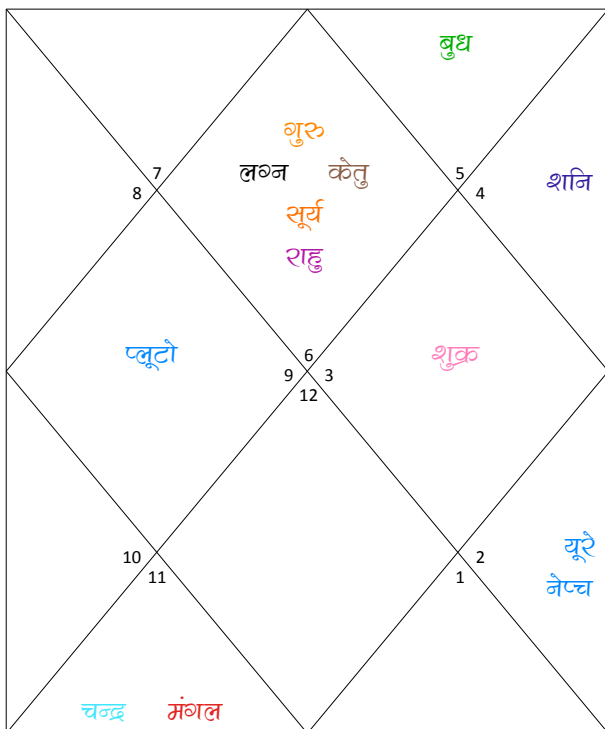 बुध
गुरु
लग्न केतु
7 5
8 4
शनि
सूर्य
राहु
प्लूटो 6 शुक्र
9 3
12
10 2
यूरे
11 1
नेप्च
चन्द्र मंगल